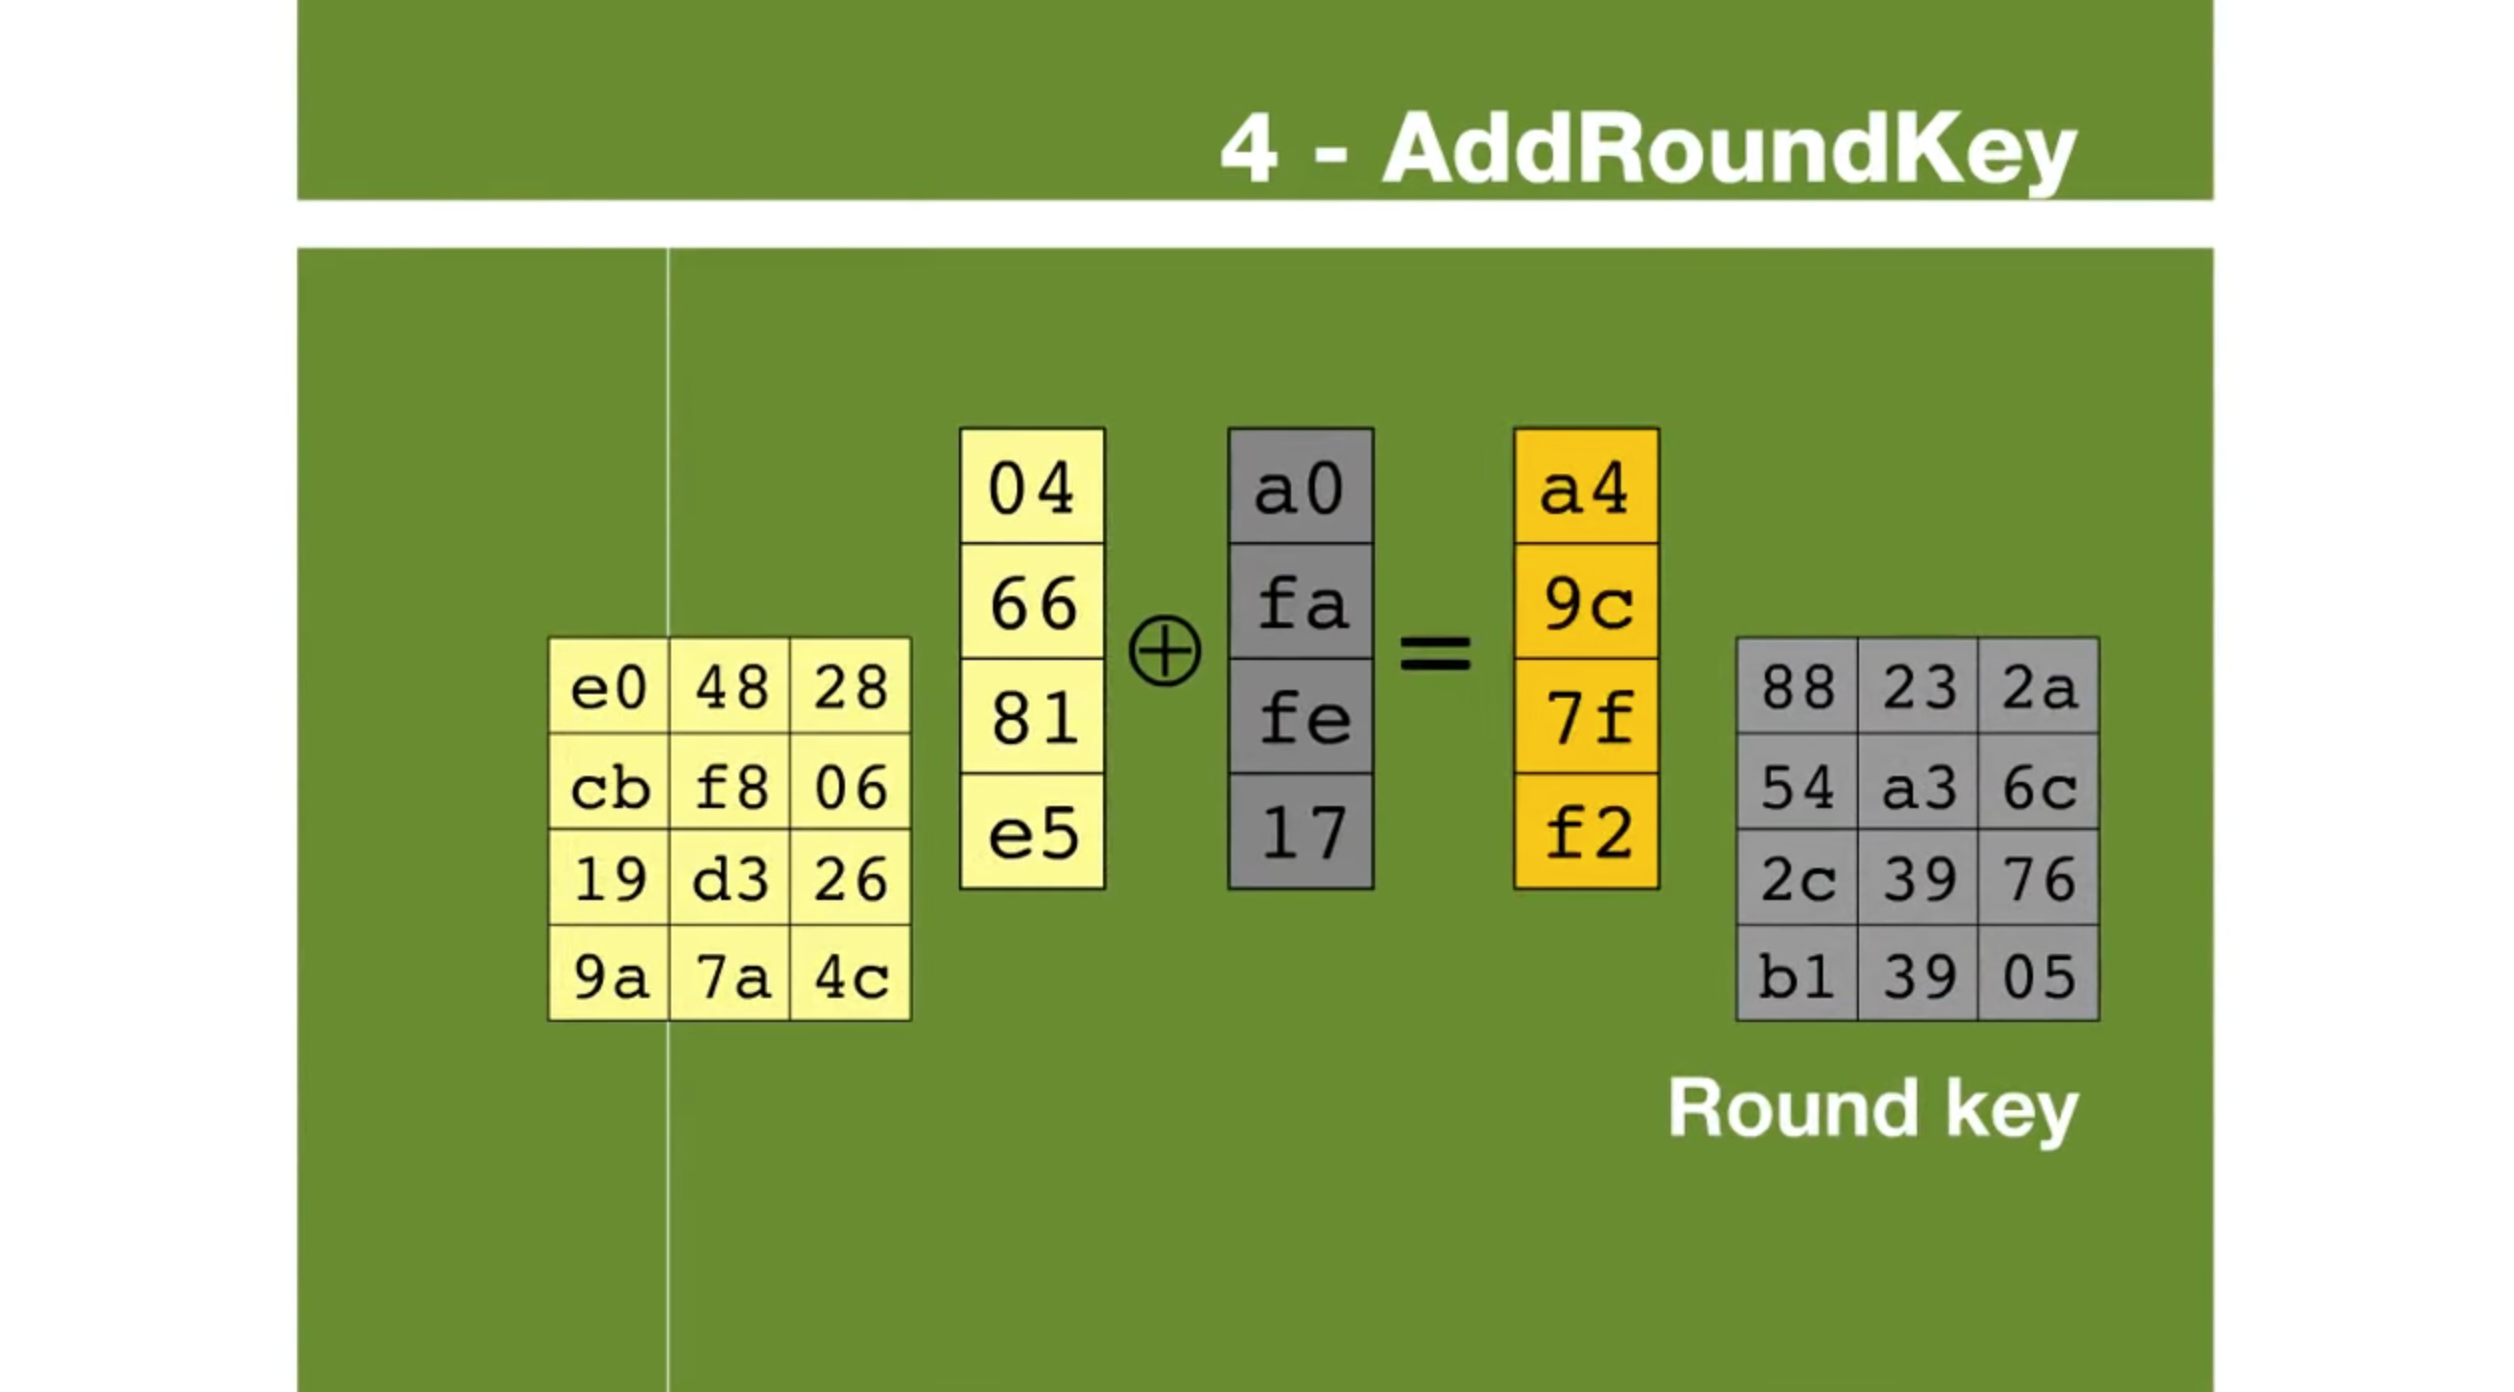 4 - AddRoundKey
04 ⊕ a0 = a4
66 fa 9c
81 fe 7f
e5 17 f2
e0 48 28
cb f8 06
19 d3 26
9a 7a 4c
88 23 2a
54 a3 6c
2c 39 76
b1 39 05
Round key